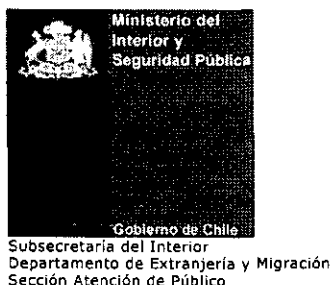 Ministerio del
Interior y
Seguridad Pública
Gobierno de Chile
Subsecretaría del Interior
Departamento de Extranjería y Migración
Sección Atención de Público